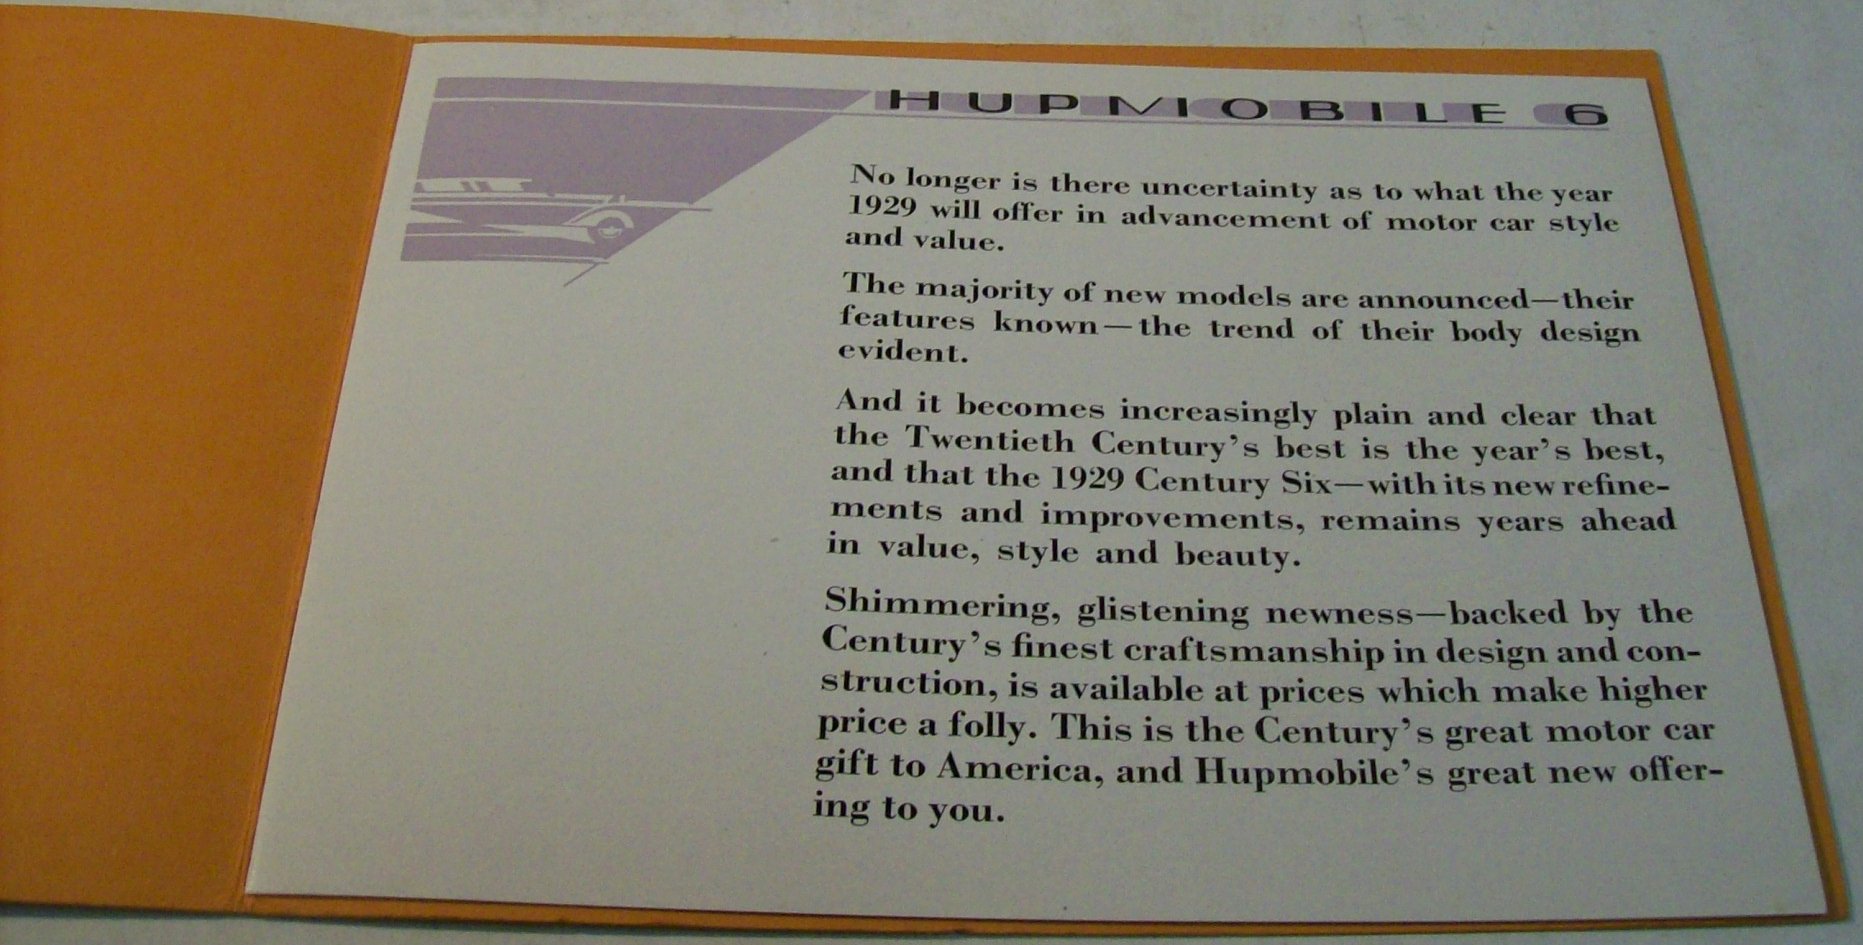 HUPMOBILE 6
No longer is there uncertainty as to what the year
1929 will offer in advancement of motor car style
and value.
The majority of new models are announced—their
features known—the trend of their body design
evident.
And it becomes increasingly plain and clear that
the Twentieth Century's best is the year's best,
and that the 1929 Century Six—with its new refine-
ments and improvements, remains years ahead
in value, style and beauty.
Shimmering, glistening newness—backed by the
Century's finest craftsmanship in design and con-
struction, is available at prices which make higher
price a folly. This is the Century's great motor car
gift to America, and Hupmobile's great new offer-
ing to you.